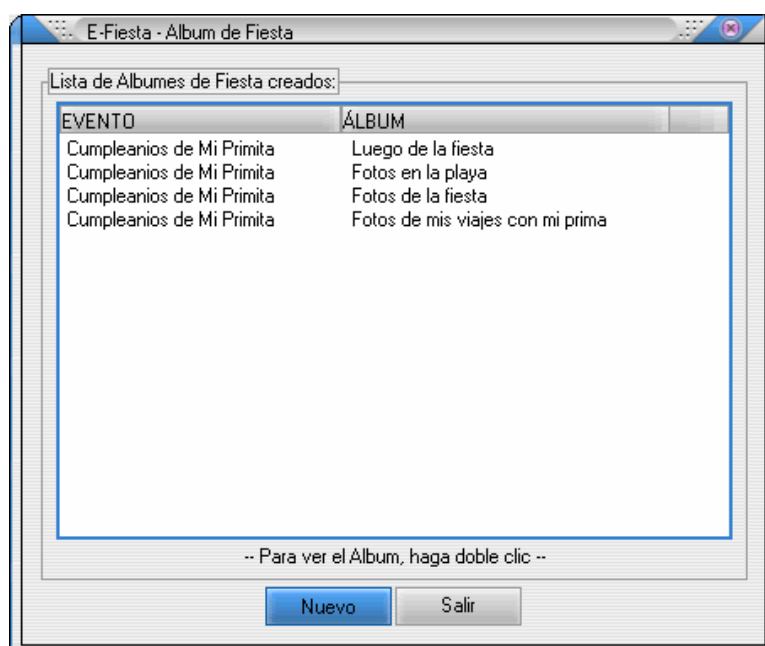 E-Fiesta - Album de Fiesta
Lista de Albumes de Fiesta creados:
EVENTO ÁLBUM
Cumpleanios de Mi Primita Luego de la fiesta
Cumpleanios de Mi Primita Fotos en la playa
Cumpleanios de Mi Primita Fotos de la fiesta
Cumpleanios de Mi Primita Fotos de mis viajes con mi prima
-- Para ver el Album, haga doble clic --
Nuevo Salir